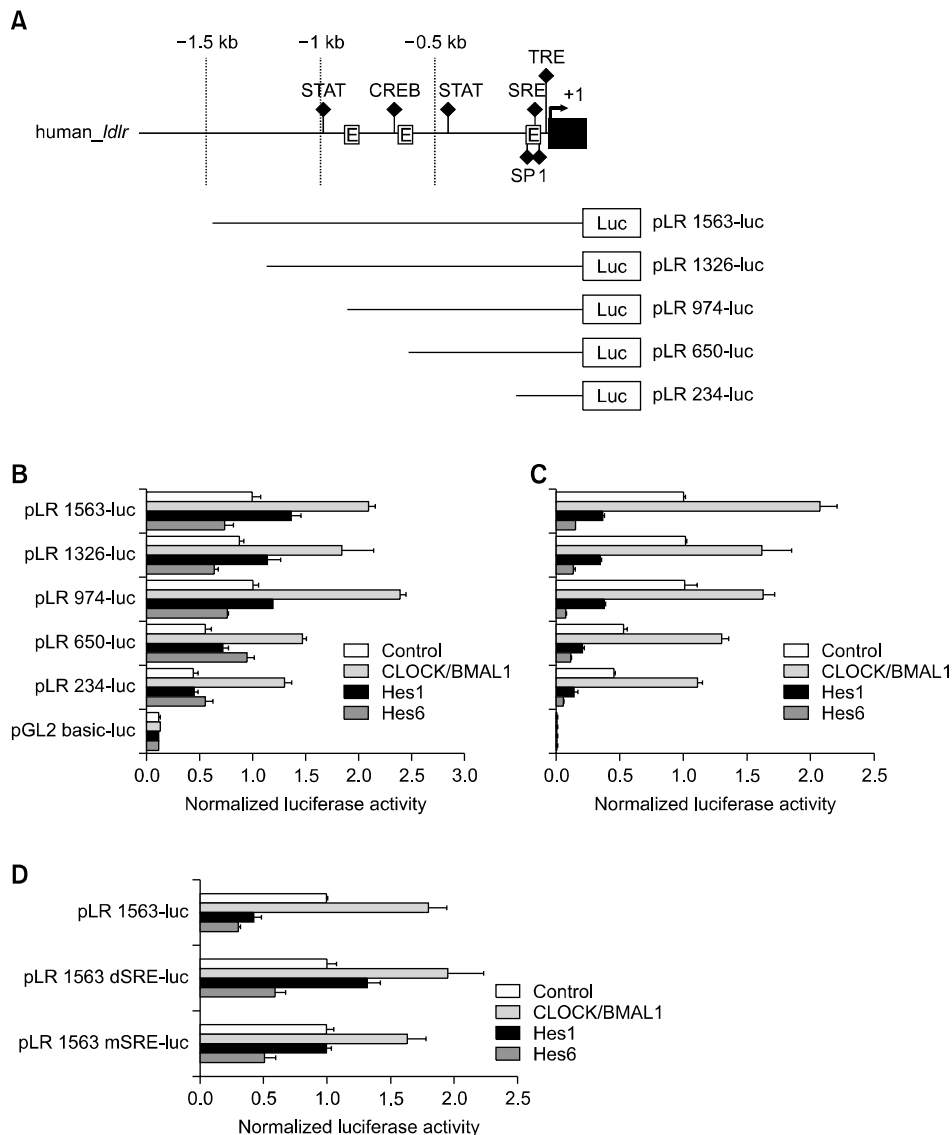 A
−1.5 kb −1 kb −0.5 kb
TRE
STAT CREB STAT SRE +1
human_ldlr E E E
SP1
Luc pLR 1563-luc
Luc pLR 1326-luc
Luc pLR 974-luc
Luc pLR 650-luc
Luc pLR 234-luc
B
pLR 1563-luc
pLR 1326-luc
pLR 974-luc
pLR 650-luc
pLR 234-luc
pGL2 basic-luc
Control
CLOCK/BMAL1
Hes1
Hes6
0.0 0.5 1.0 1.5 2.0 2.5 3.0
Normalized luciferase activity
C
Control
CLOCK/BMAL1
Hes1
Hes6
0.0 0.5 1.0 1.5 2.0 2.5
Normalized luciferase activity
D
pLR 1563-luc
pLR 1563 dSRE-luc
pLR 1563 mSRE-luc
Control
CLOCK/BMAL1
Hes1
Hes6
0.0 0.5 1.0 1.5 2.0 2.5
Normalized luciferase activity